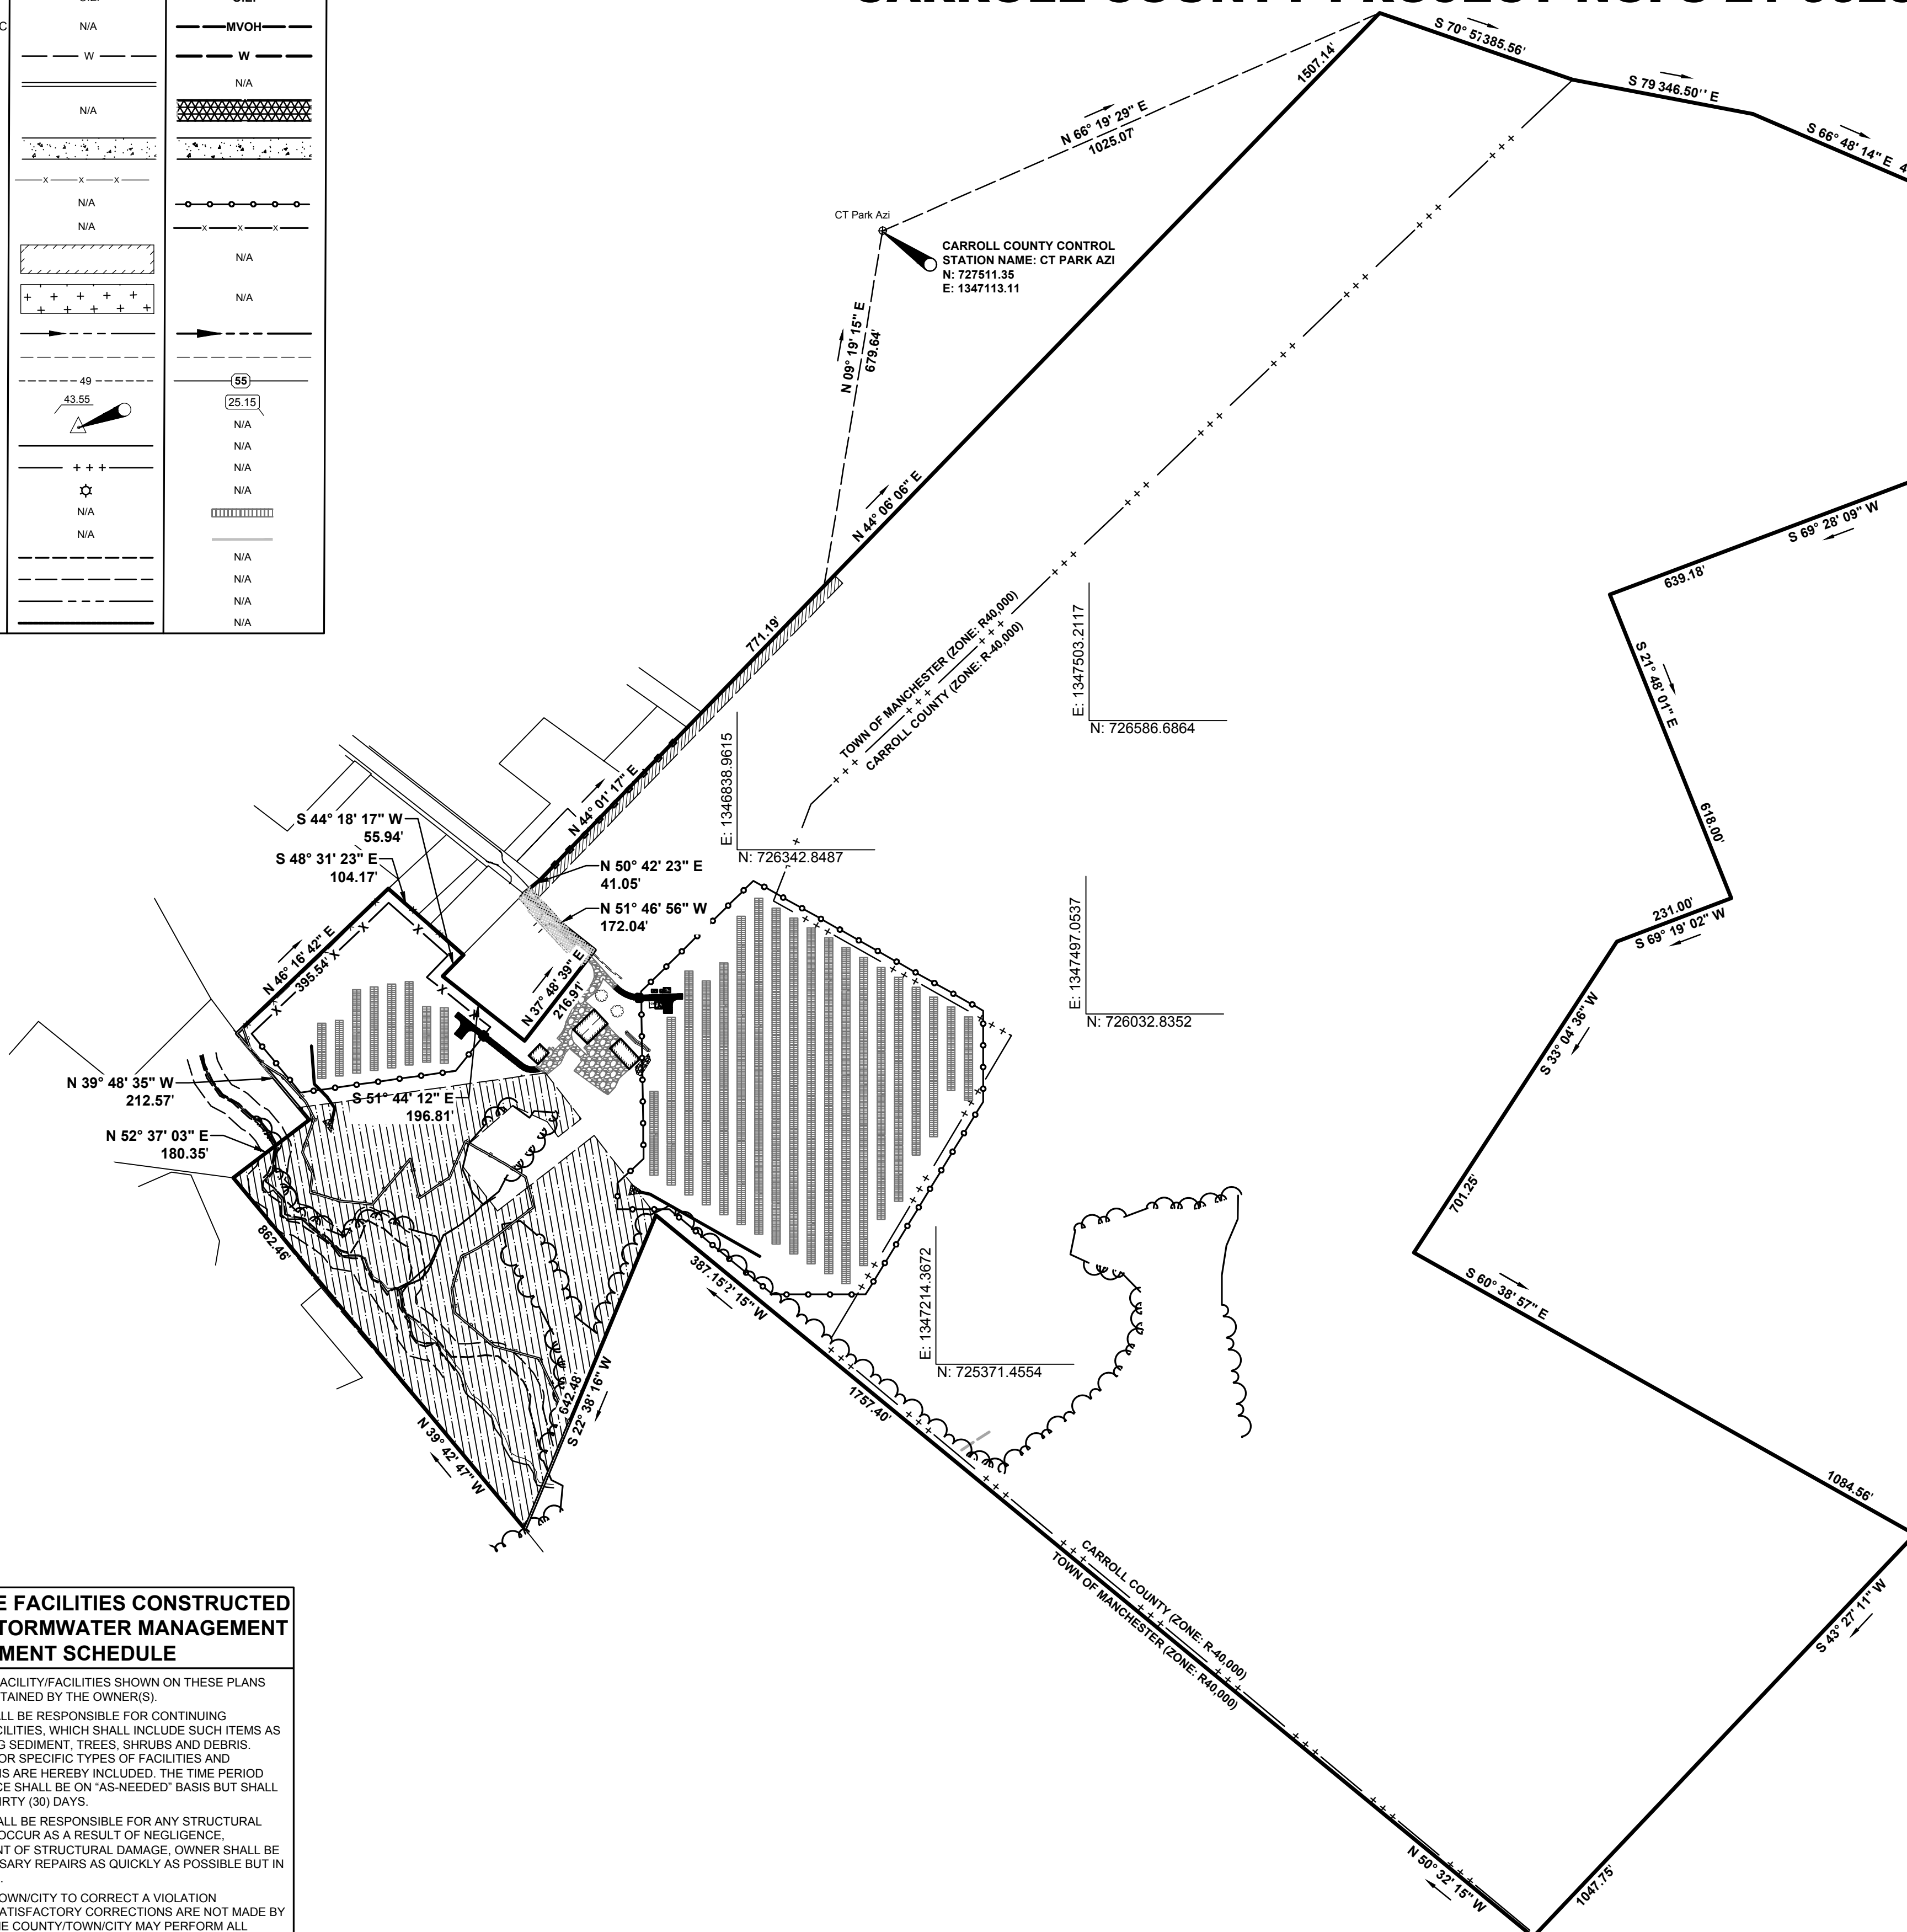 C
N/A
MVOH
W
W
N/A
N/A
x x x
N/A
N/A
x x x
N/A
N/A
49
55
43.55
25.15
N/A
N/A
+ + +
N/A
N/A
N/A
N/A
N/A
N/A
N/A
N/A
1507.14'
385.56'
346.50'
S 66° 48' 14" E
N 66° 19' 29" E
1025.07'
CT Park Azi
CARROLL COUNTY CONTROL
STATION NAME: CT PARK AZI
N: 727511.35
E: 1347113.11
N 09° 19' 15" E
679.64'
N 44° 06' 06" E
S 69° 28' 09" W
639.18'
771.19'
TOWN OF MANCHESTER (ZONE: R40,000)
CARROLL COUNTY (ZONE: R-40,000)
E: 1347503.2117
N: 726586.6864
S 21° 48' 01" E
618.00'
E: 1346838.9615
N: 726342.8487
N 44° 01' 17" E
S 44° 18' 17" W
55.94'
S 48° 31' 23" E
104.17'
N 50° 42' 23" E
41.05'
N 51° 46' 56" W
172.04'
231.00'
S 69° 19' 02" W
N 46° 16' 42" E
395.54'
N 37° 48' 39" E
216.91'
E: 1347497.0537
N: 726032.8352
S 33° 04' 36" W
701.25'
N 39° 48' 35" W
212.57'
S 51° 44' 12" E
196.81'
N 52° 37' 03" E
180.35'
862.46'
387.15'
2' 15" W
E: 1347214.3672
N: 725371.4554
S 60° 38' 57" E
642.48'
S 22° 38' 16" W
N 39° 42' 47" W
1757.40'
1084.56'
CARROLL COUNTY (ZONE: R-40,000)
TOWN OF MANCHESTER (ZONE: R40,000)
S 43° 27' 11" W
N 50° 32' 15" W
1047.75'
E FACILITIES CONSTRUCTED
TORMWATER MANAGEMENT
MENT SCHEDULE
ACILITY/FACILITIES SHOWN ON THESE PLANS
TAINED BY THE OWNER(S).
ALL BE RESPONSIBLE FOR CONTINUING
CILITIES, WHICH SHALL INCLUDE SUCH ITEMS AS
G SEDIMENT, TREES, SHRUBS AND DEBRIS.
OR SPECIFIC TYPES OF FACILITIES AND
IS ARE HEREBY INCLUDED. THE TIME PERIOD
CE SHALL BE ON "AS-NEEDED" BASIS BUT SHALL
IRTY (30) DAYS.
ALL BE RESPONSIBLE FOR ANY STRUCTURAL
OCCUR AS A RESULT OF NEGLIGENCE,
NT OF STRUCTURAL DAMAGE, OWNER SHALL BE
SARY REPAIRS AS QUICKLY AS POSSIBLE BUT IN
OWN/CITY TO CORRECT A VIOLATION
ATISFACTORY CORRECTIONS ARE NOT MADE BY
HE COUNTY/TOWN/CITY MAY PERFORM ALL